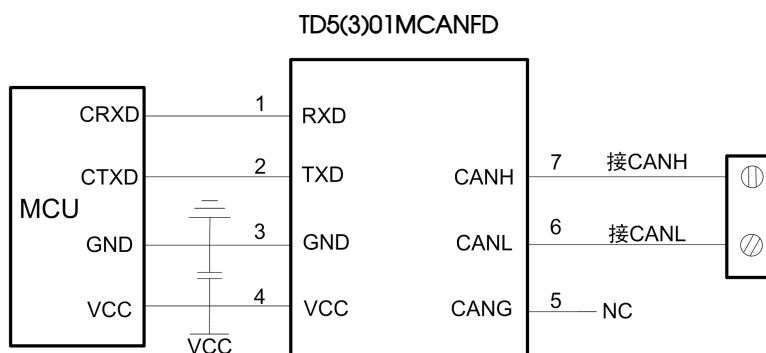 TD5(3)01MCANFD
CRXD 1 RXD
CTXD 2 TXD CANH 7 接CANH
MCU
GND 3 GND CANL 6 接CANL
VCC 4 VCC CANG 5 NC
VCC